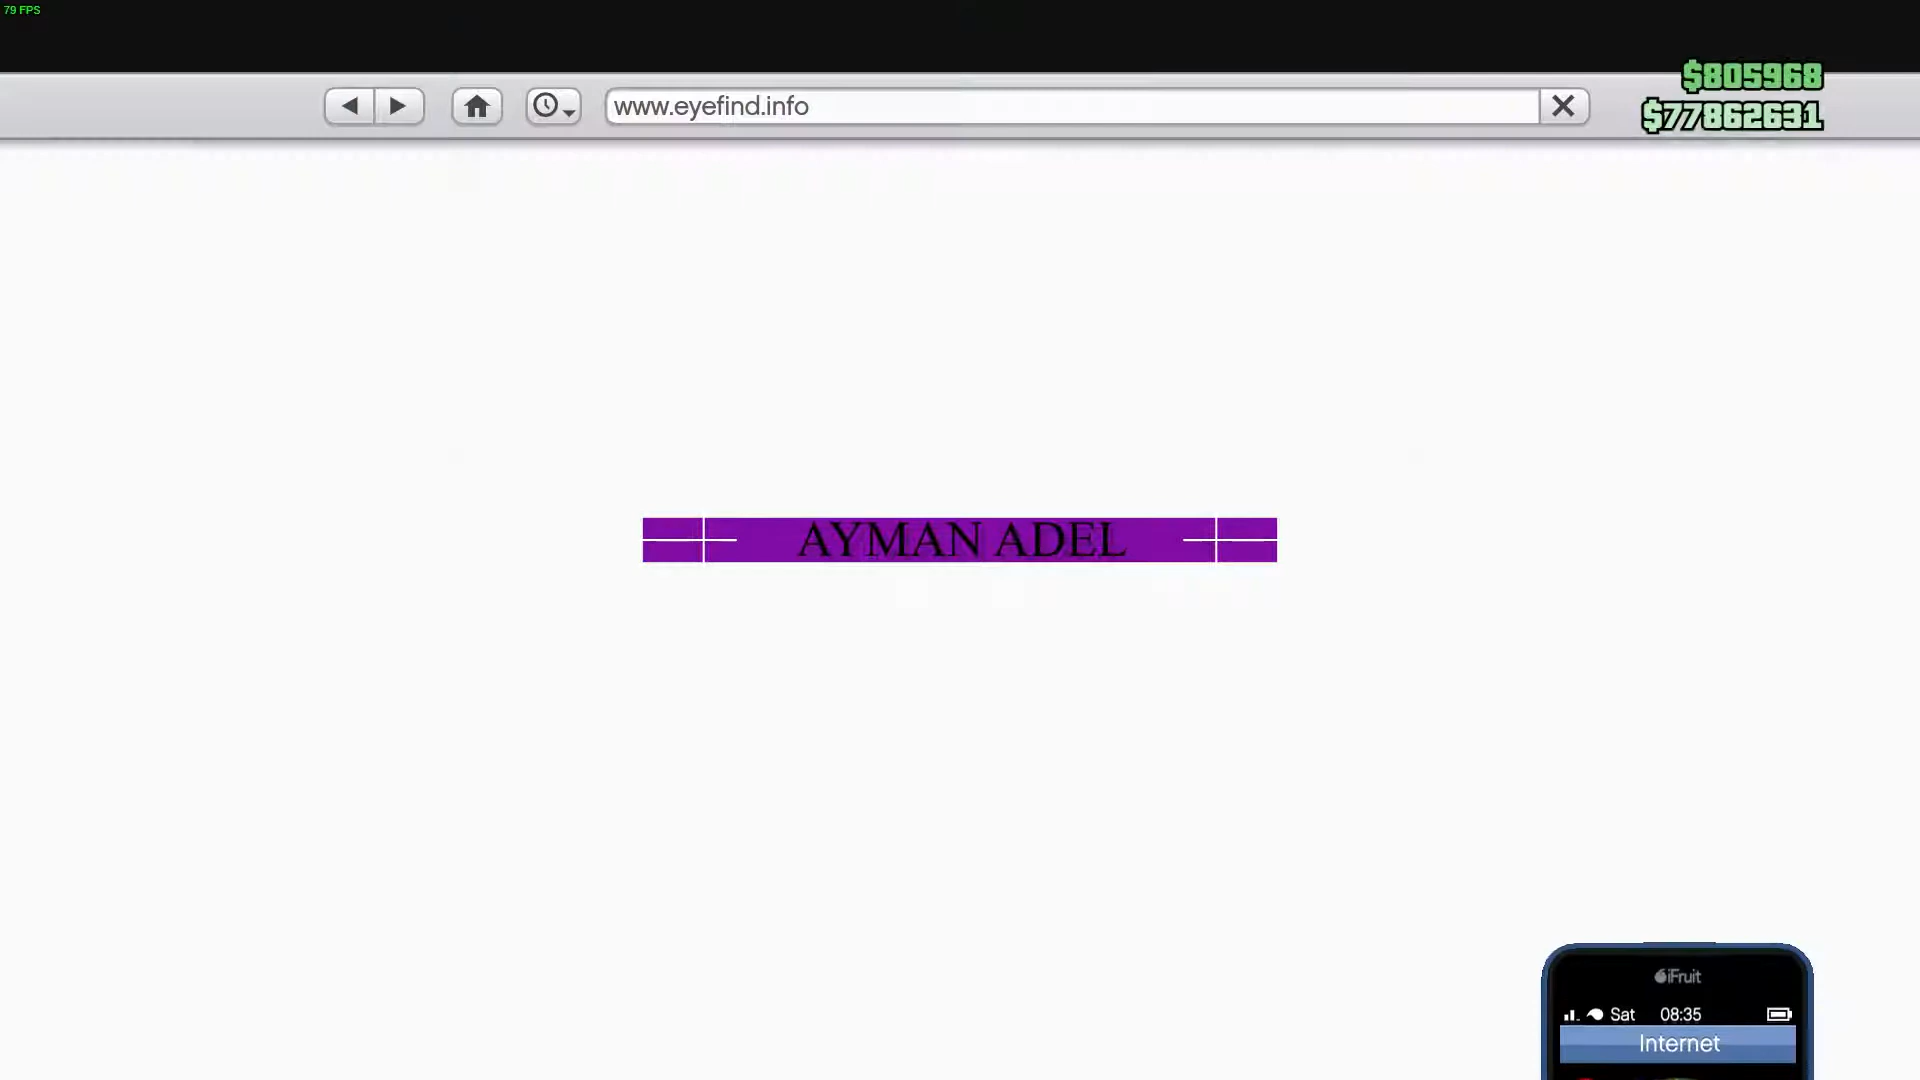 79 FPS
$805968
www.eyefind.info
$77862631
AYMAN ADEL
iFruit
Sat 08:35
Internet